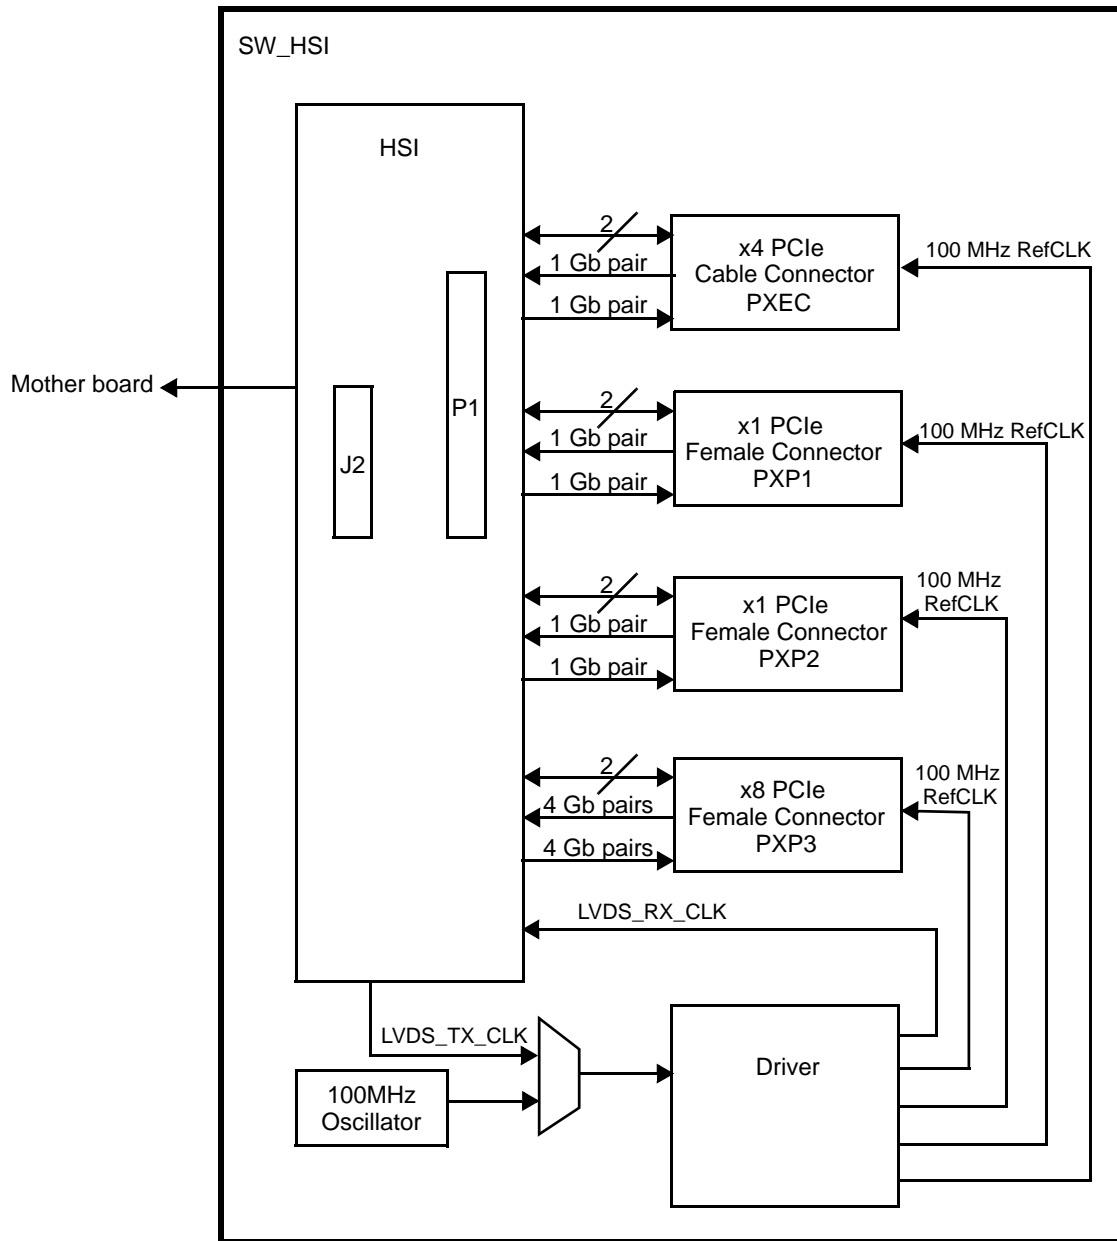 SW_HSI
HSI
2
x4 PCIe
Cable Connector
PXEC
1 Gb pair
1 Gb pair
100 MHz RefCLK
Mother board
J2
P1
2
x1 PCIe
Female Connector
PXP1
1 Gb pair
1 Gb pair
100 MHz RefCLK
2
x1 PCIe
Female Connector
PXP2
1 Gb pair
1 Gb pair
100 MHz
RefCLK
2
x8 PCIe
Female Connector
PXP3
4 Gb pairs
4 Gb pairs
100 MHz
RefCLK
LVDS_RX_CLK
LVDS_TX_CLK
100MHz
Oscillator
Driver